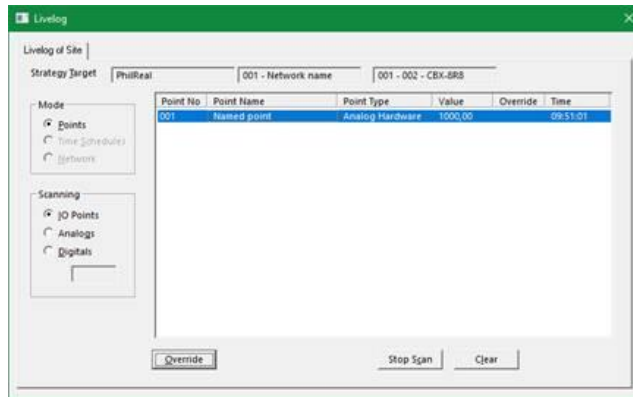 Livelog
Livelog of Site
Strategy Target PhilReal 001 - Network name 001 - 002 - CBX-8R8
Mode
Points
Time Schedules
Network
Scanning
IO Points
Analogs
Digitals
Point No Point Name Point Type Value Override Time
001 Named point Analog Hardware 1000,00 09:51:01
Override Stop Scan Clear